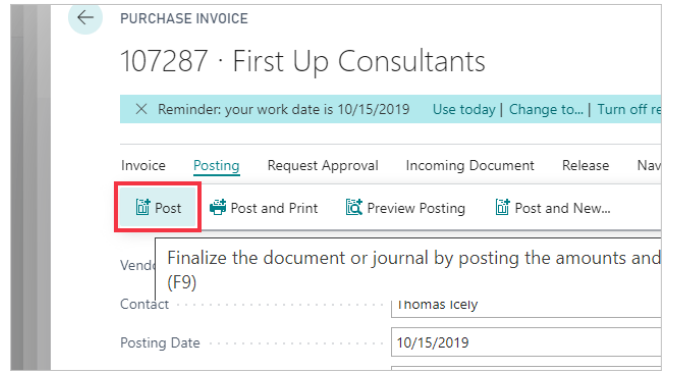 PURCHASE INVOICE
107287 · First Up Consultants
Reminder: your work date is 10/15/2019 Use today | Change to... | Turn off re
Invoice Posting Request Approval Incoming Document Release Nav
Post Post and Print Preview Posting Post and New...
Finalize the document or journal by posting the amounts and
Vend
(F9)
Contact Thomas Icely
Posting Date 10/15/2019